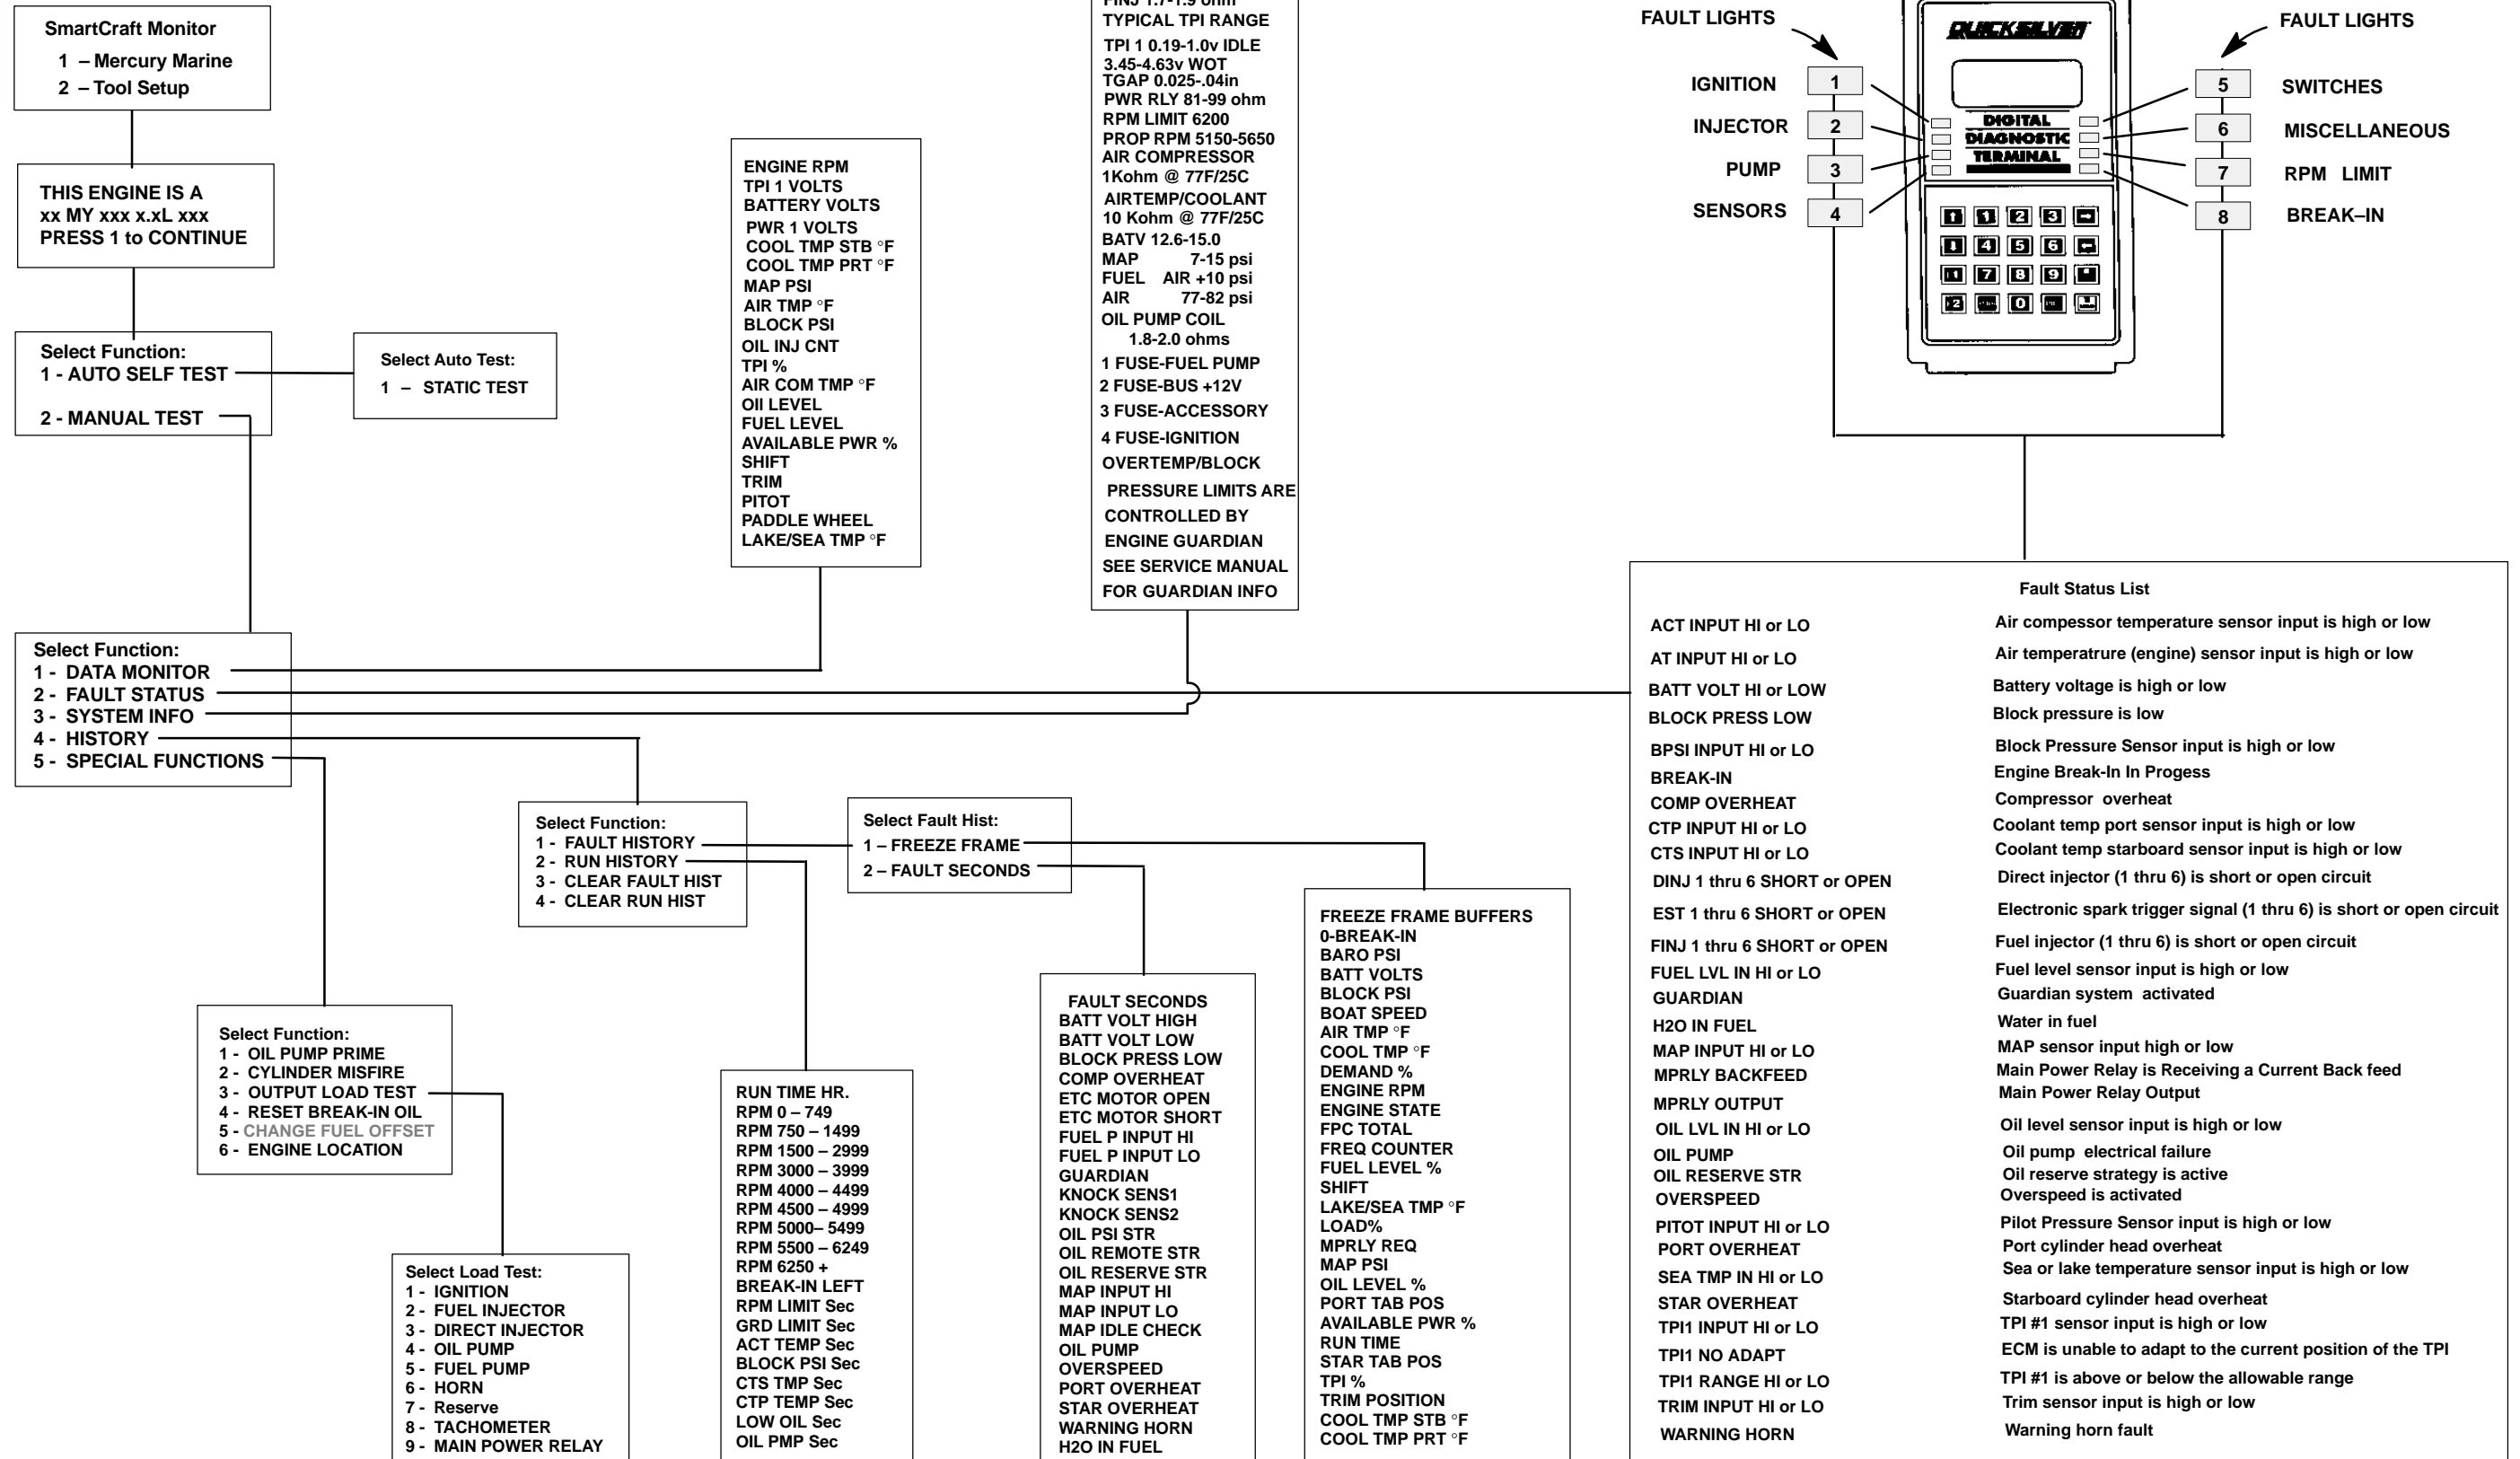 SmartCraft Monitor
1 – Mercury Marine
2 – Tool Setup
THIS ENGINE IS A
xx MY xxx x.xL xxx
PRESS 1 to CONTINUE
Select Function:
1 - AUTO SELF TEST
2 - MANUAL TEST
Select Auto Test:
1 – STATIC TEST
Select Function:
1 - DATA MONITOR
2 - FAULT STATUS
3 - SYSTEM INFO
4 - HISTORY
5 - SPECIAL FUNCTIONS
ENGINE RPM
TPI 1 VOLTS
BATTERY VOLTS
PWR 1 VOLTS
COOL TMP STB °F
COOL TMP PRT °F
MAP PSI
AIR TMP °F
BLOCK PSI
OIL INJ CNT
TPI %
AIR COM TMP °F
OIl LEVEL
FUEL LEVEL
AVAILABLE PWR %
SHIFT
TRIM
PITOT
PADDLE WHEEL
LAKE/SEA TMP °F
FINJ 1.7-1.9 ohm
TYPICAL TPI RANGE
TPI 1 0.19-1.0v IDLE
3.45-4.63v WOT
TGAP 0.025-.04in
PWR RLY 81-99 ohm
RPM LIMIT 6200
PROP RPM 5150-5650
AIR COMPRESSOR
1Kohm @ 77F/25C
AIRTEMP/COOLANT
10 Kohm @ 77F/25C
BATV 12.6-15.0
MAP 7-15 psi
FUEL AIR +10 psi
AIR 77-82 psi
OIL PUMP COIL
1.8-2.0 ohms
1 FUSE-FUEL PUMP
2 FUSE-BUS +12V
3 FUSE-ACCESSORY
4 FUSE-IGNITION
OVERTEMP/BLOCK
PRESSURE LIMITS ARE
CONTROLLED BY
ENGINE GUARDIAN
SEE SERVICE MANUAL
FOR GUARDIAN INFO
FAULT LIGHTS
IGNITION 1
INJECTOR 2
PUMP 3
SENSORS 4
QUICKSILVER
DIGITAL
DIAGNOSTIC
TERMINAL
1 2 3
4 5 6
7 8 9
0
FAULT LIGHTS
5 SWITCHES
6 MISCELLANEOUS
7 RPM LIMIT
8 BREAK–IN
Select Function:
1 - FAULT HISTORY
2 - RUN HISTORY
3 - CLEAR FAULT HIST
4 - CLEAR RUN HIST
Select Fault Hist:
1 – FREEZE FRAME
2 – FAULT SECONDS
Select Function:
1 - OIL PUMP PRIME
2 - CYLINDER MISFIRE
3 - OUTPUT LOAD TEST
4 - RESET BREAK-IN OIL
5 - CHANGE FUEL OFFSET
6 - ENGINE LOCATION
Select Load Test:
1 - IGNITION
2 - FUEL INJECTOR
3 - DIRECT INJECTOR
4 - OIL PUMP
5 - FUEL PUMP
6 - HORN
7 - Reserve
8 - TACHOMETER
9 - MAIN POWER RELAY
RUN TIME HR.
RPM 0 – 749
RPM 750 – 1499
RPM 1500 – 2999
RPM 3000 – 3999
RPM 4000 – 4499
RPM 4500 – 4999
RPM 5000– 5499
RPM 5500 – 6249
RPM 6250 +
BREAK-IN LEFT
RPM LIMIT Sec
GRD LIMIT Sec
ACT TEMP Sec
BLOCK PSI Sec
CTS TMP Sec
CTP TEMP Sec
LOW OIL Sec
OIL PMP Sec
FAULT SECONDS
BATT VOLT HIGH
BATT VOLT LOW
BLOCK PRESS LOW
COMP OVERHEAT
ETC MOTOR OPEN
ETC MOTOR SHORT
FUEL P INPUT HI
FUEL P INPUT LO
GUARDIAN
KNOCK SENS1
KNOCK SENS2
OIL PSI STR
OIL REMOTE STR
OIL RESERVE STR
MAP INPUT HI
MAP INPUT LO
MAP IDLE CHECK
OIL PUMP
OVERSPEED
PORT OVERHEAT
STAR OVERHEAT
WARNING HORN
H2O IN FUEL
FREEZE FRAME BUFFERS
0-BREAK-IN
BARO PSI
BATT VOLTS
BLOCK PSI
BOAT SPEED
AIR TMP °F
COOL TMP °F
DEMAND %
ENGINE RPM
ENGINE STATE
FPC TOTAL
FREQ COUNTER
FUEL LEVEL %
SHIFT
LAKE/SEA TMP °F
LOAD%
MPRLY REQ
MAP PSI
OIL LEVEL %
PORT TAB POS
AVAILABLE PWR %
RUN TIME
STAR TAB POS
TPI %
TRIM POSITION
COOL TMP STB °F
COOL TMP PRT °F
Fault Status List
ACT INPUT HI or LO Air compessor temperature sensor input is high or low
AT INPUT HI or LO Air temperatrure (engine) sensor input is high or low
BATT VOLT HI or LOW Battery voltage is high or low
BLOCK PRESS LOW Block pressure is low
BPSI INPUT HI or LO Block Pressure Sensor input is high or low
BREAK-IN Engine Break-In In Progess
COMP OVERHEAT Compressor overheat
CTP INPUT HI or LO Coolant temp port sensor input is high or low
CTS INPUT HI or LO Coolant temp starboard sensor input is high or low
DINJ 1 thru 6 SHORT or OPEN Direct injector (1 thru 6) is short or open circuit
EST 1 thru 6 SHORT or OPEN Electronic spark trigger signal (1 thru 6) is short or open circuit
FINJ 1 thru 6 SHORT or OPEN Fuel injector (1 thru 6) is short or open circuit
FUEL LVL IN HI or LO Fuel level sensor input is high or low
GUARDIAN Guardian system activated
H2O IN FUEL Water in fuel
MAP INPUT HI or LO MAP sensor input high or low
MPRLY BACKFEED Main Power Relay is Receiving a Current Back feed
MPRLY OUTPUT Main Power Relay Output
OIL LVL IN HI or LO Oil level sensor input is high or low
OIL PUMP Oil pump electrical failure
OIL RESERVE STR Oil reserve strategy is active
OVERSPEED Overspeed is activated
PITOT INPUT HI or LO Pilot Pressure Sensor input is high or low
PORT OVERHEAT Port cylinder head overheat
SEA TMP IN HI or LO Sea or lake temperature sensor input is high or low
STAR OVERHEAT Starboard cylinder head overheat
TPI1 INPUT HI or LO TPI #1 sensor input is high or low
TPI1 NO ADAPT ECM is unable to adapt to the current position of the TPI
TPI1 RANGE HI or LO TPI #1 is above or below the allowable range
TRIM INPUT HI or LO Trim sensor input is high or low
WARNING HORN Warning horn fault